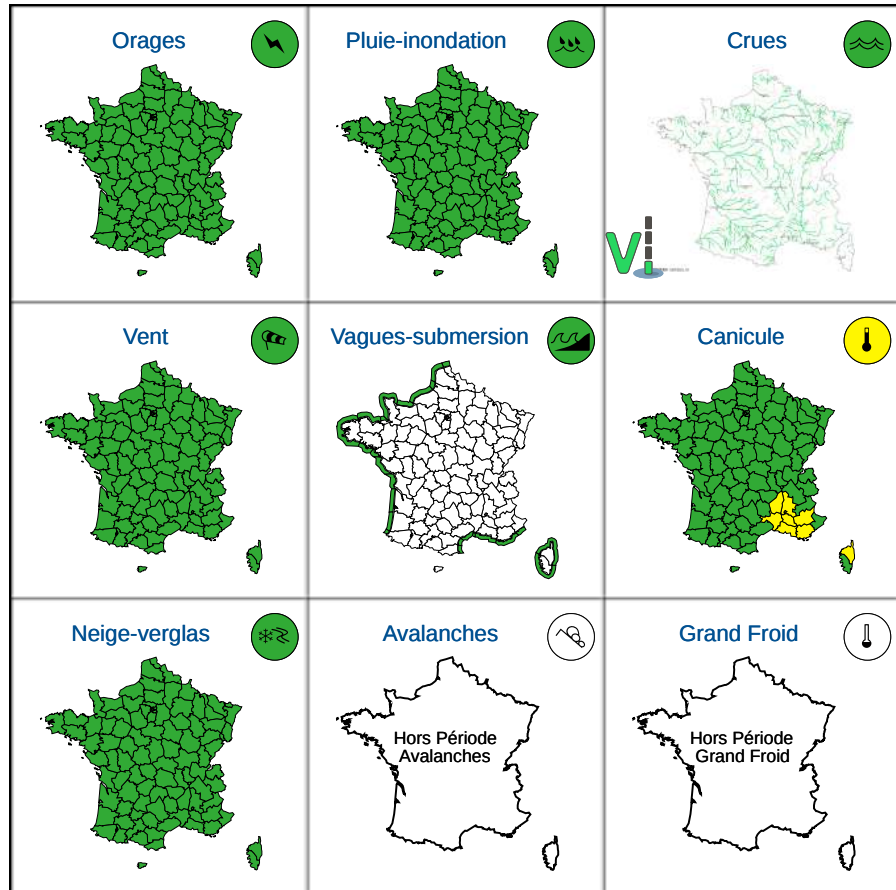 Orages
Pluie-inondation
Crues
Vent
Vagues-submersion
Canicule
Neige-verglas
Avalanches
Hors Période
Avalanches
Grand Froid
Hors Période
Grand Froid